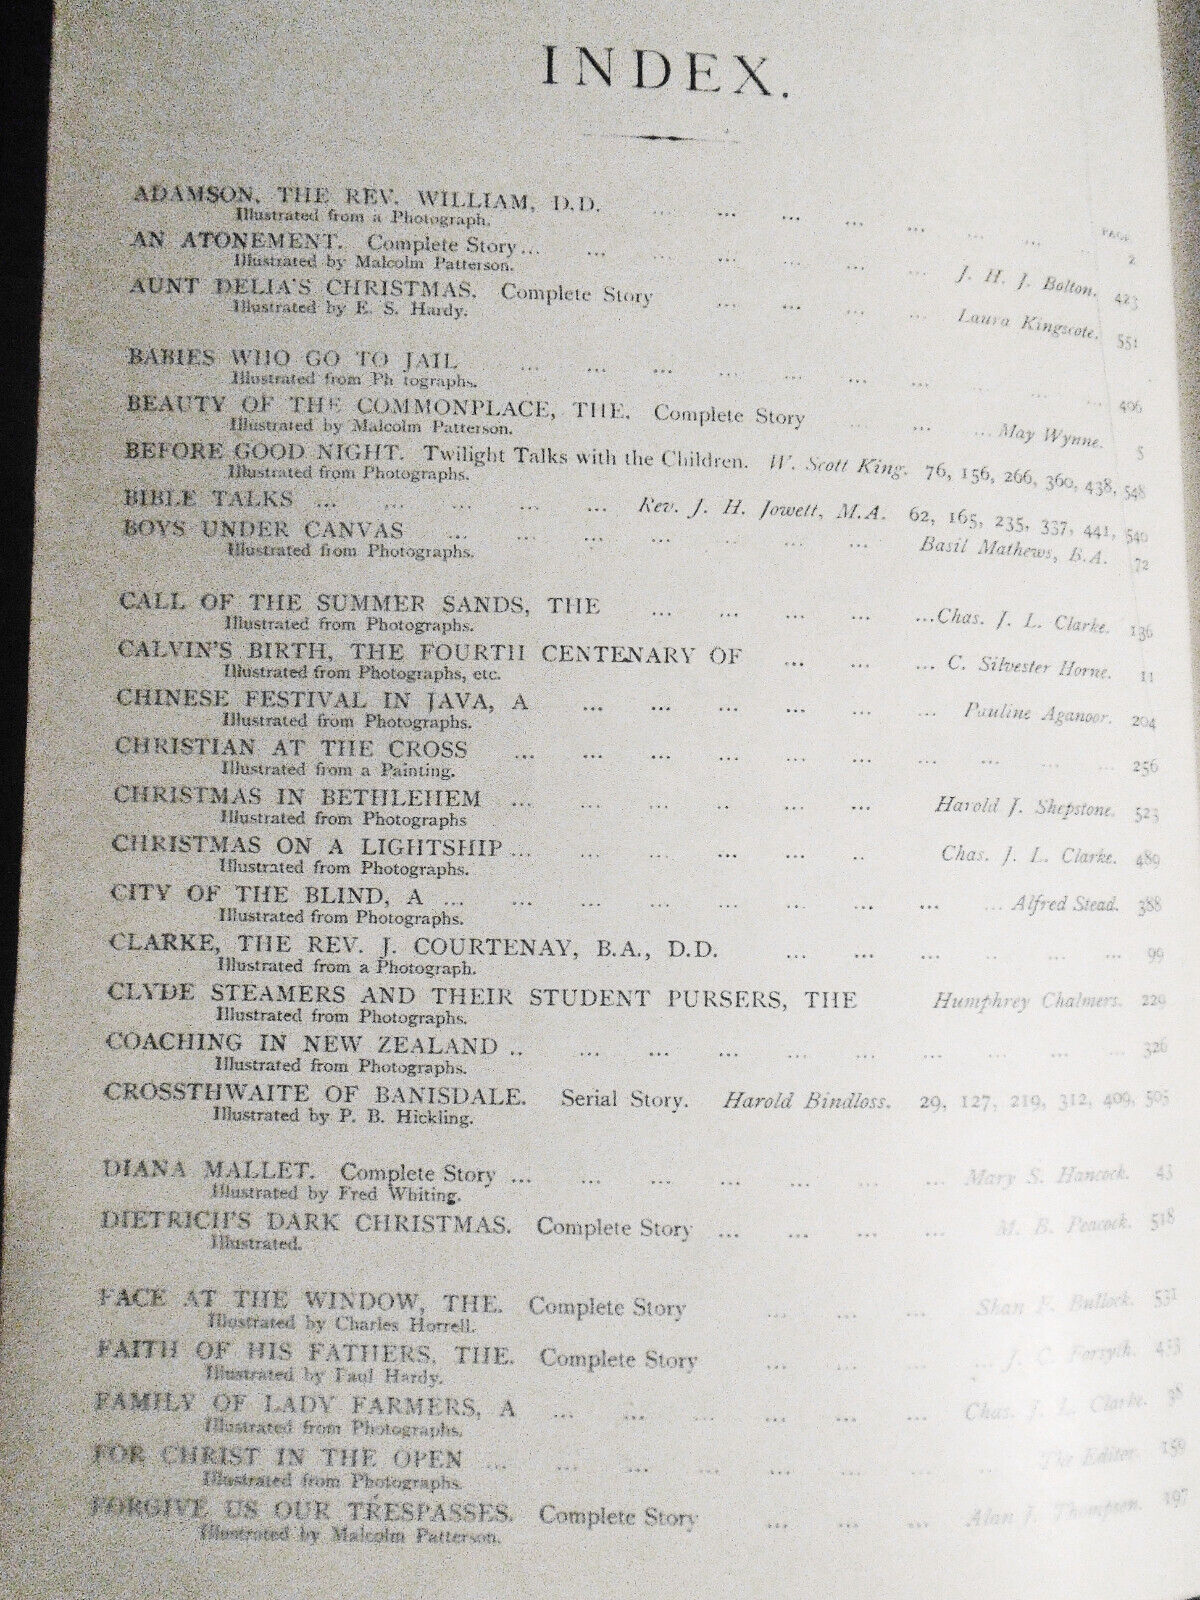 INDEX.
PAGE
ADAMSON, THE REV. WILLIAM, D.D. ... ... ... ... ... ... ... 2
Illustrated from a Photograph.
AN ATONEMENT. Complete Story ... ... ... ... ... ... ... J. H. J. Bolton. 423
Illustrated by Malcolm Patterson.
AUNT DELIA'S CHRISTMAS. Complete Story ... ... ... ... Laura Kingscote. 551
Illustrated by E. S. Hardy.
BABIES WHO GO TO JAIL ... ... ... ... ... ... ... ... ... 406
Illustrated from Ph tographs.
BEAUTY OF THE COMMONPLACE, THE. Complete Story ... ... ... May Wynne. 5
Illustrated by Malcolm Patterson.
BEFORE GOOD NIGHT. Twilight Talks with the Children. W. Scott King. 76, 156, 266, 360, 438, 548
Illustrated from Photographs.
BIBLE TALKS ... ... ... ... ... Rev. J. H. Jowett, M.A. 62, 165, 235, 337, 441, 540
BOYS UNDER CANVAS ... ... ... ... ... ... ... Basil Mathews, B.A. 72
Illustrated from Photographs.
CALL OF THE SUMMER SANDS, THE ... ... ... ... ... Chas. J. L. Clarke. 136
Illustrated from Photographs.
CALVIN'S BIRTH, THE FOURTH CENTENARY OF ... ... ... C. Silvester Horne. 11
Illustrated from Photographs, etc.
CHINESE FESTIVAL IN JAVA, A ... ... ... ... ... ... Pauline Aganoor. 204
Illustrated from Photographs.
CHRISTIAN AT THE CROSS ... ... ... ... ... ... ... ... ... ... 256
Illustrated from a Painting.
CHRISTMAS IN BETHLEHEM ... ... ... .. ... ... Harold J. Shepstone. 523
Illustrated from Photographs
CHRISTMAS ON A LIGHTSHIP ... ... ... ... ... .. Chas. J. L. Clarke. 489
Illustrated from Photographs.
CITY OF THE BLIND, A ... ... ... ... ... ... ... ... ... Alfred Stead. 388
Illustrated from Photographs.
CLARKE, THE REV. J. COURTENAY, B.A., D.D. ... ... ... .. ... ... 99
Illustrated from a Photograph.
CLYDE STEAMERS AND THEIR STUDENT PURSERS, THE Humphrey Chalmers. 229
Illustrated from Photographs.
COACHING IN NEW ZEALAND .. ... ... ... ... ... ... ... ... ... 326
Illustrated from Photographs.
CROSSTHWAITE OF BANISDALE. Serial Story. Harold Bindloss. 29, 127, 219, 312, 409, 505
Illustrated by P. B. Hickling.
DIANA MALLET. Complete Story ... ... ... ... ... ... ... Mary S. Hancock. 43
Illustrated by Fred Whiting.
DIETRICH'S DARK CHRISTMAS. Complete Story ... ... ... ... M. B. Peacock. 518
Illustrated.
FACE AT THE WINDOW, THE. Complete Story ... ... ... Shan F. Bullock. 531
Illustrated by Charles Horrell.
FAITH OF HIS FATHERS, THE. Complete Story ... ... ... J. C. Forsyth. 433
Illustrated by Paul Hardy.
FAMILY OF LADY FARMERS, A ... ... ... ... ... ... Chas. J. L. Clarke. 38
Illustrated from Photographs.
FOR CHRIST IN THE OPEN ... ... ... ... ... ... ... .. The Editor. 159
Illustrated from Photographs.
FORGIVE US OUR TRESPASSES. Complete Story ... ... ... Alan J. Thompson.
Illustrated by Malcolm Patterson.